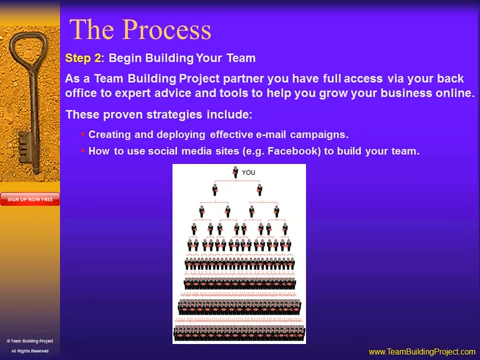 The Process
Step 2: Begin Building Your Team
As a Team Building Project partner you have full access via your back
office to expert advice and tools to help you grow your business online.
These proven strategies include:
Creating and deploying effective e-mail campaigns.
How to use social media sites (e.g. Facebook) to build your team.
YOU
SIGN UP NOW FREE
© Team Building Project
All Rights Reserved
www.TeamBuildingProject.com